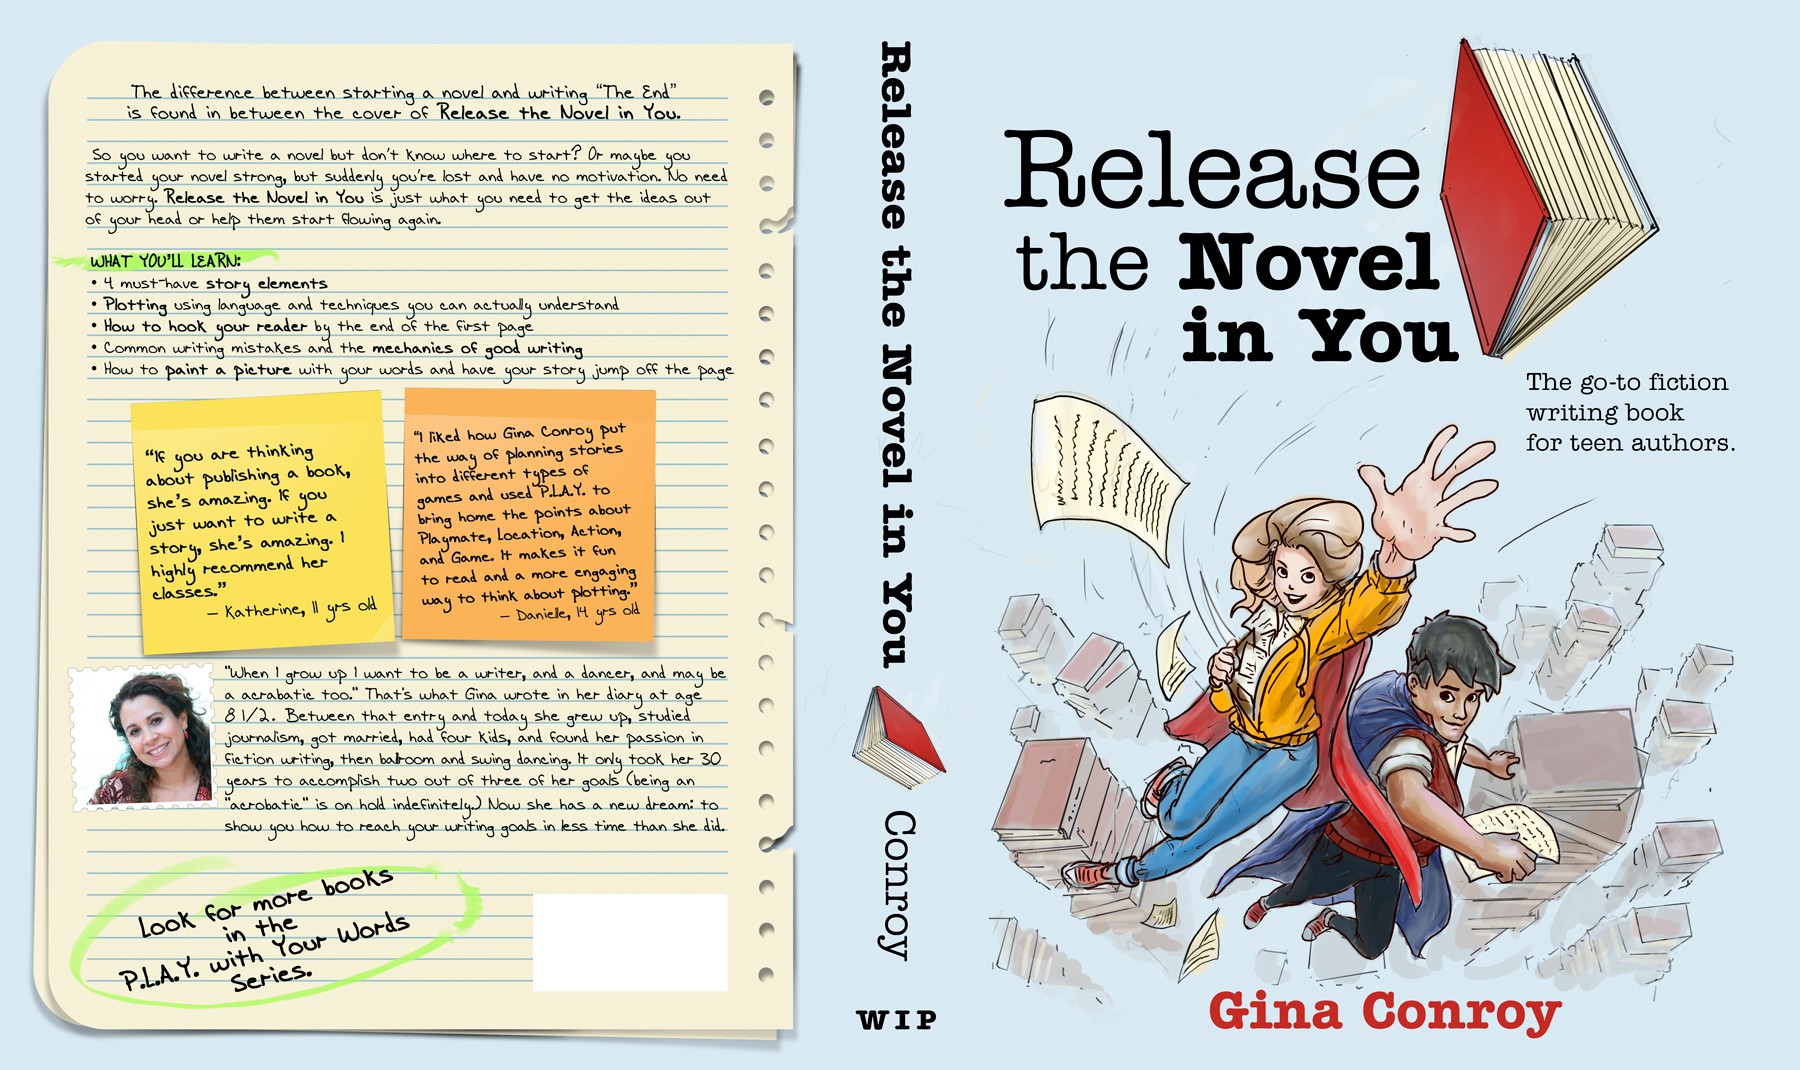 The difference between starting a novel and writing "The End"
is found in between the cover of Release the Novel in You.
So you want to write a novel but don't know where to start? Or maybe you
started your novel strong, but suddenly you're lost and have no motivation. No need
to worry. Release the Novel in You is just what you need to get the ideas out
of your head or help them start flowing again.
WHAT YOU'LL LEARN:
• 4 must-have story elements
• Plotting using language and techniques you can actually understand
• How to hook your reader by the end of the first page
• Common writing mistakes and the mechanics of good writing
• How to paint a picture with your words and have your story jump off the page
"If you are thinking
about publishing a book,
she's amazing. If you
just want to write a
story, she's amazing. I
highly recommend her
classes."
— Katherine, 11 yrs old
"I liked how Gina Conroy put
the way of planning stories
into different types of
games and used P.L.A.Y. to
bring home the points about
Playmate, Location, Action,
and Game. It makes it fun
to read and a more engaging
way to think about plotting."
— Danielle, 14 yrs old
"When I grow up I want to be a writer, and a dancer, and may be
a acrabatic too." That's what Gina wrote in her diary at age
8 1/2. Between that entry and today she grew up, studied
journalism, got married, had four kids, and found her passion in
fiction writing, then ballroom and swing dancing. It only took her 30
years to accomplish two out of three of her goals (being an
"acrobatic" is on hold indefinitely.) Now she has a new dream: to
show you how to reach your writing goals in less time than she did.
Look for more books
in the
P.L.A.Y. with Your Words
Series.
Release the Novel in You
Conroy
WIP
Release
the Novel
in You
The go-to fiction
writing book
for teen authors.
Gina Conroy